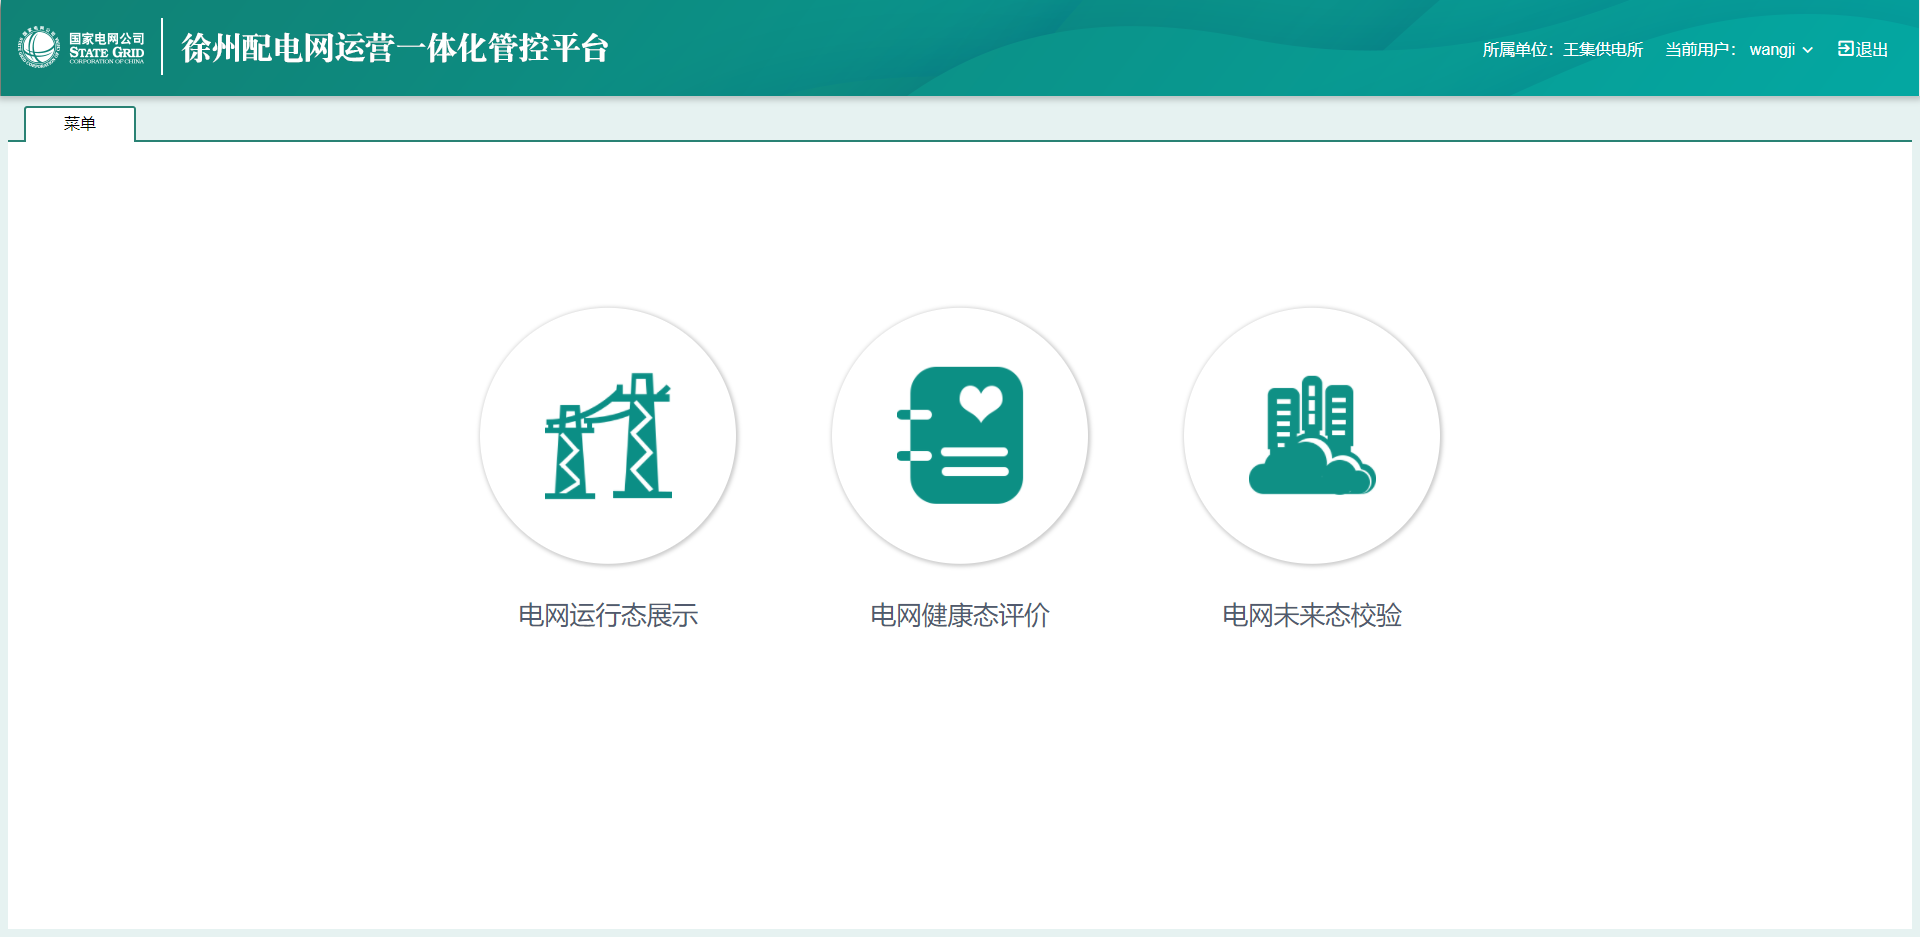 国家电网公司
STATE GRID
CORPORATION OF CHINA
徐州配电网运营一体化管控平台
所属单位：王集供电所 当前用户： wangji 退出
菜单
电网运行态展示
电网健康态评价
电网未来态校验